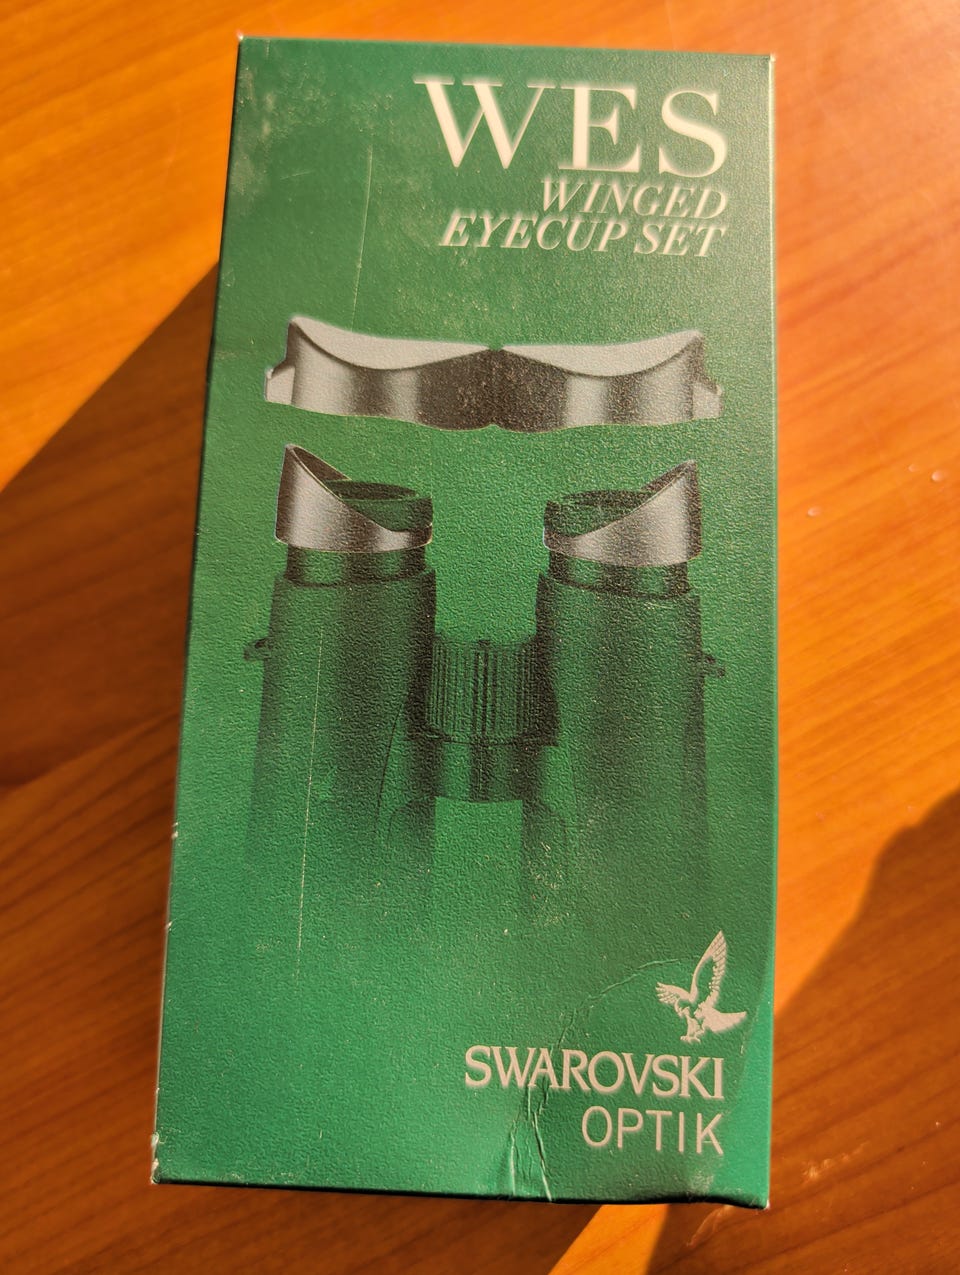 WES
WINGED
EYECUP SET
SWAROVSKI
OPTIK